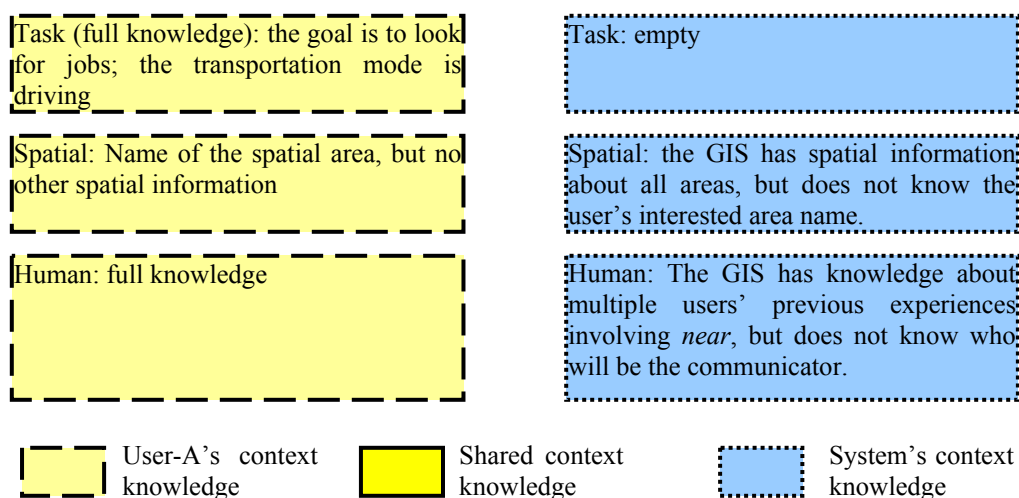 Task (full knowledge): the goal is to look
for jobs; the transportation mode is
driving
Task: empty
Spatial: Name of the spatial area, but no
other spatial information
Spatial: the GIS has spatial information
about all areas, but does not know the
user's interested area name.
Human: full knowledge
Human: The GIS has knowledge about
multiple users' previous experiences
involving near, but does not know who
will be the communicator.
User-A's context
knowledge
Shared context
knowledge
System's context
knowledge